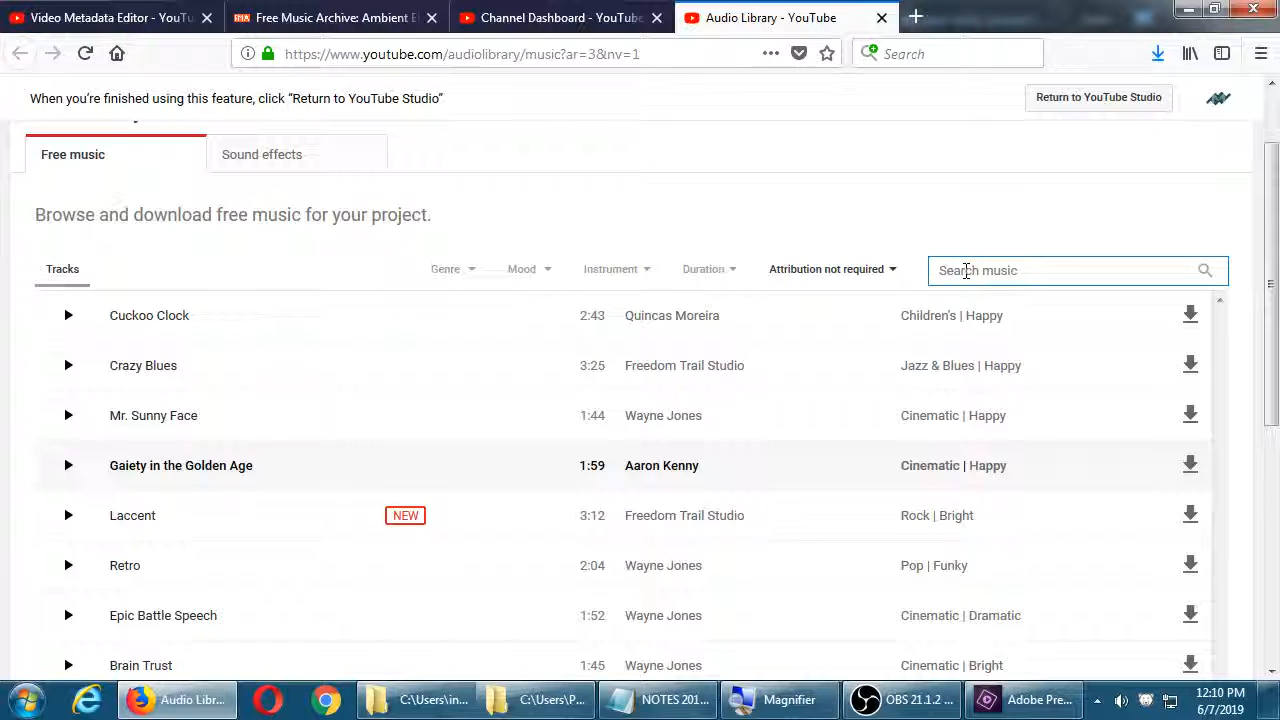 Video Metadata Editor - YouTu
Free Music Archive: Ambient E
Channel Dashboard - YouTube
Audio Library - YouTube
https://www.youtube.com/audiolibrary/music?ar=3&nv=1
Search
When you're finished using this feature, click “Return to YouTube Studio”
Return to YouTube Studio
Free music
Sound effects
Browse and download free music for your project.
Tracks Genre Mood Instrument Duration Attribution not required Search music
Cuckoo Clock 2:43 Quincas Moreira Children's | Happy
Crazy Blues 3:25 Freedom Trail Studio Jazz & Blues | Happy
Mr. Sunny Face 1:44 Wayne Jones Cinematic | Happy
Gaiety in the Golden Age 1:59 Aaron Kenny Cinematic | Happy
Laccent NEW 3:12 Freedom Trail Studio Rock | Bright
Retro 2:04 Wayne Jones Pop | Funky
Epic Battle Speech 1:52 Wayne Jones Cinematic | Dramatic
Brain Trust 1:45 Wayne Jones Cinematic | Bright
Audio Libr...
C:\Users\in...
C:\Users\P...
NOTES 201...
Magnifier
OBS 21.1.2 ...
Adobe Pre...
12:10 PM
6/7/2019